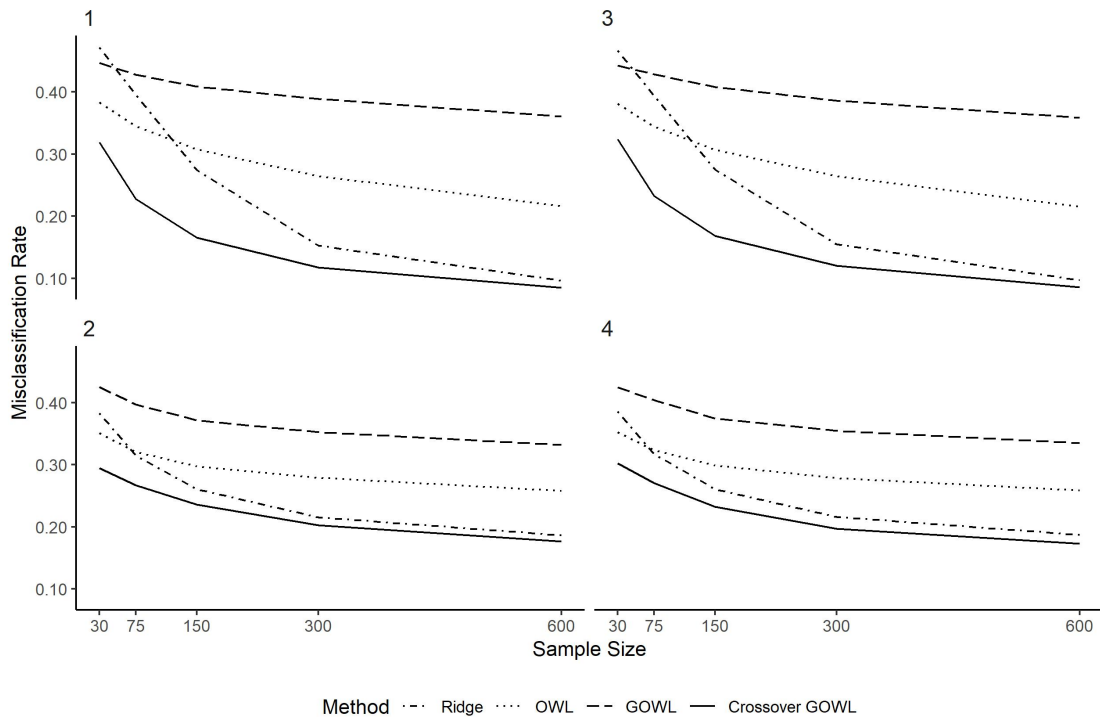 1
3
0.40
0.30
0.20
0.10
2
4
0.40
0.30
0.20
0.10
Misclassification Rate
30 75 150 300 600
30 75 150 300 600
Sample Size
Method Ridge OWL GOWL Crossover GOWL